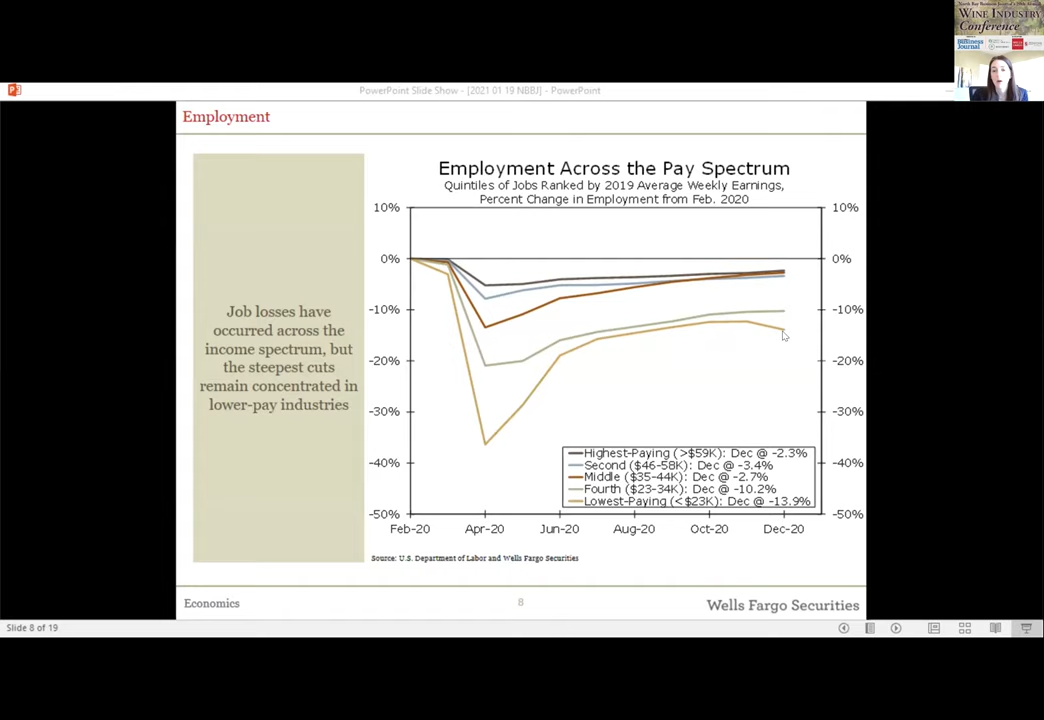 WINE INDUSTRY
Conference
Business
Journal
PowerPoint Slide Show - [2021 01 19 NBBJ] - PowerPoint
Employment
Job losses have
occurred across the
income spectrum, but
the steepest cuts
remain concentrated in
lower-pay industries
Employment Across the Pay Spectrum
Quintiles of Jobs Ranked by 2019 Average Weekly Earnings,
Percent Change in Employment from Feb. 2020
10% 10%
0% 0%
-10% -10%
-20% -20%
-30% -30%
-40% -40%
-50% -50%
Highest-Paying (>$59K): Dec @ -2.3%
Second ($46-58K): Dec @ -3.4%
Middle ($35-44K): Dec @ -2.7%
Fourth ($23-34K): Dec @ -10.2%
Lowest-Paying (<$23K): Dec @ -13.9%
Feb-20 Apr-20 Jun-20 Aug-20 Oct-20 Dec-20
Source: U.S. Department of Labor and Wells Fargo Securities
Economics 8 Wells Fargo Securities
Slide 8 of 19